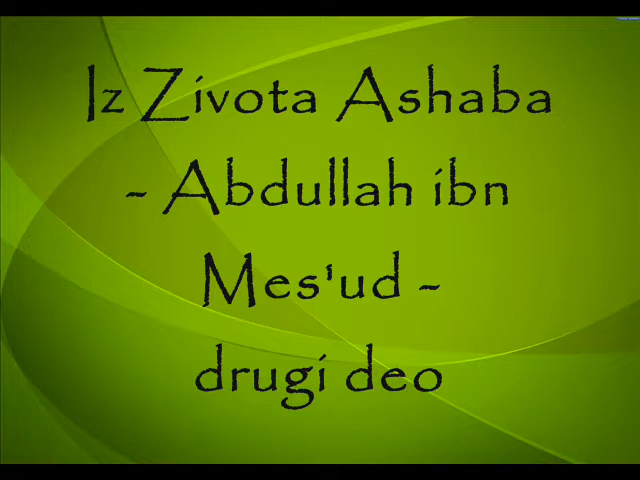 Iz Zivota Ashaba
- Abdullah ibn
Mes'ud -
drugi deo